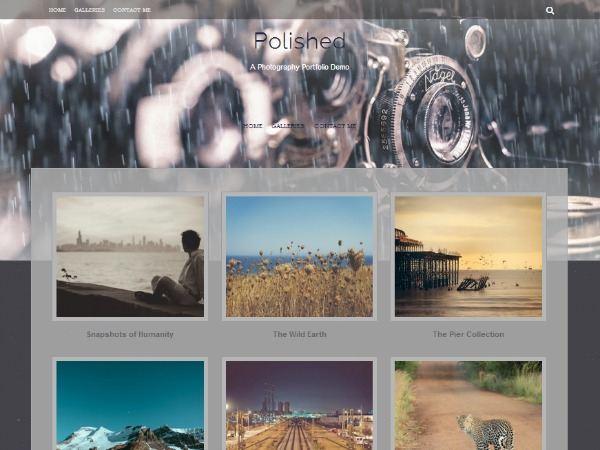 HOME GALLERIES CONTACT ME
Polished
A Photography Portfolio Demo
HOME GALLERIES CONTACT ME
Nagel
Snapshots of Humanity
The Wild Earth
The Pier Collection